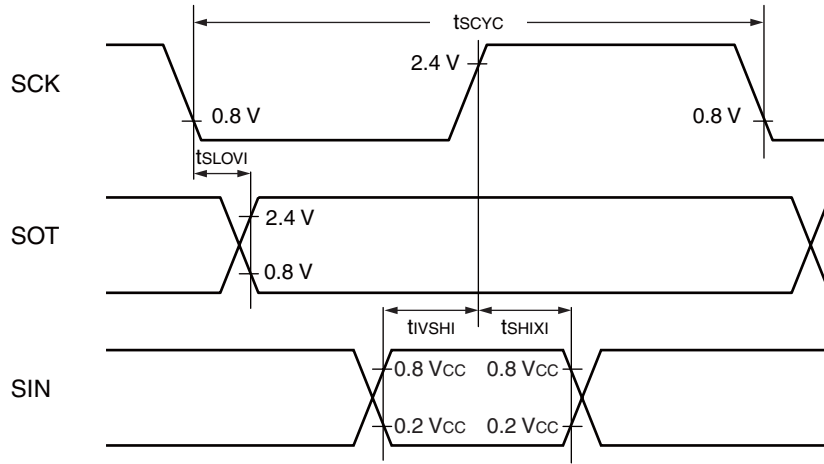 tSCYC
SCK
2.4 V
0.8 V
0.8 V
tSLOVI
SOT
2.4 V
0.8 V
tIVSHI
tSHIXI
SIN
0.8 VCC
0.8 VCC
0.2 VCC
0.2 VCC